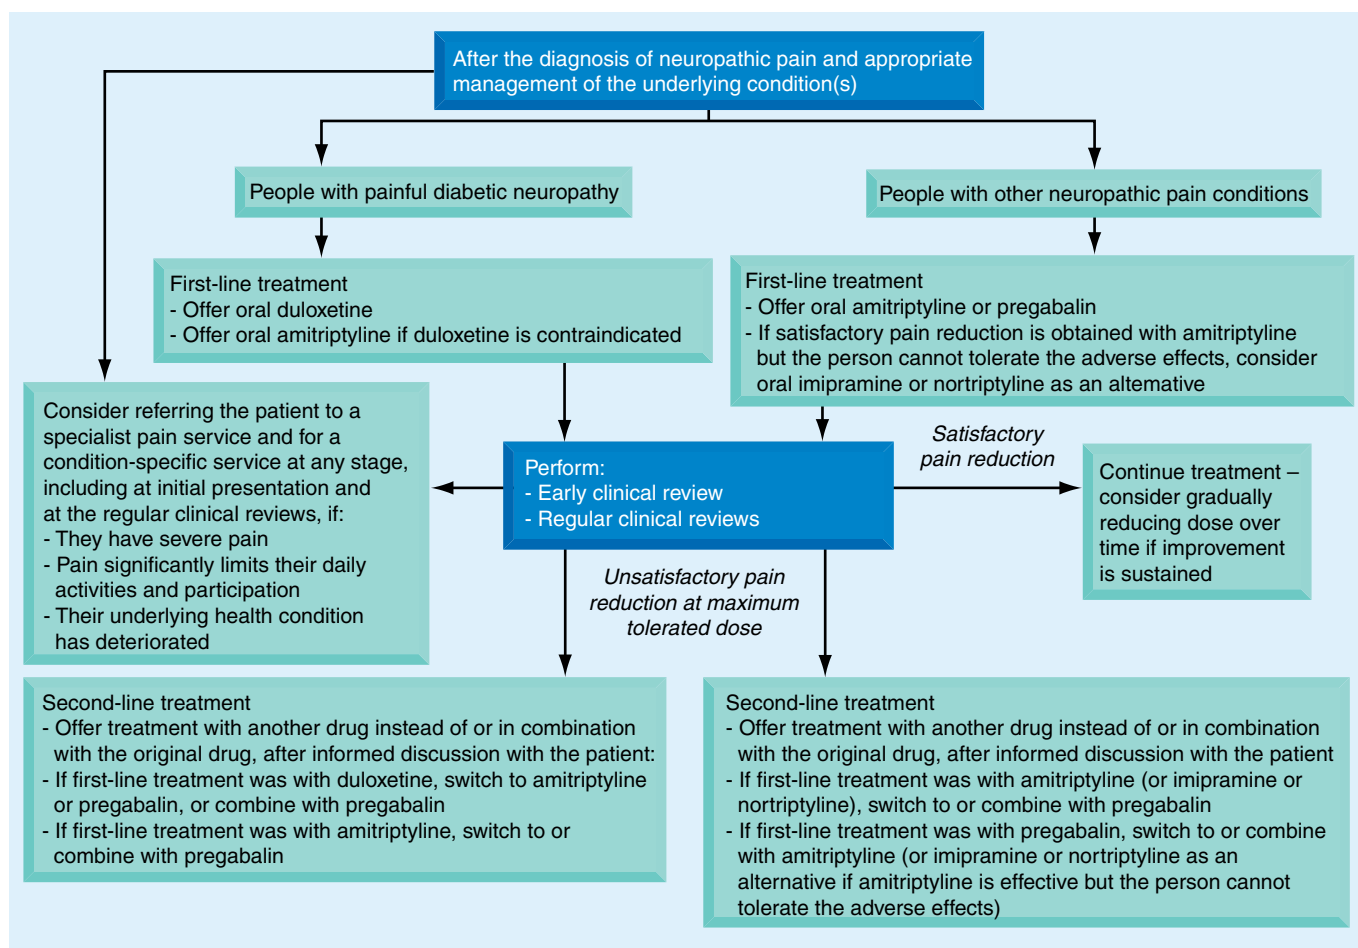 After the diagnosis of neuropathic pain and appropriate
management of the underlying condition(s)
People with painful diabetic neuropathy
People with other neuropathic pain conditions
First-line treatment
- Offer oral duloxetine
- Offer oral amitriptyline if duloxetine is contraindicated
First-line treatment
- Offer oral amitriptyline or pregabalin
- If satisfactory pain reduction is obtained with amitriptyline
but the person cannot tolerate the adverse effects, consider
oral imipramine or nortriptyline as an altemative
Consider referring the patient to a
specialist pain service and for a
condition-specific service at any stage,
including at initial presentation and
at the regular clinical reviews, if:
- They have severe pain
- Pain significantly limits their daily
activities and participation
- Their underlying health condition
has deteriorated
Perform:
- Early clinical review
- Regular clinical reviews
Satisfactory
pain reduction
Continue treatment –
consider gradually
reducing dose over
time if improvement
is sustained
Unsatisfactory pain
reduction at maximum
tolerated dose
Second-line treatment
- Offer treatment with another drug instead of or in combination
with the original drug, after informed discussion with the patient:
- If first-line treatment was with duloxetine, switch to amitriptyline
or pregabalin, or combine with pregabalin
- If first-line treatment was with amitriptyline, switch to or
combine with pregabalin
Second-line treatment
- Offer treatment with another drug instead of or in combination
with the original drug, after informed discussion with the patient
- If first-line treatment was with amitriptyline (or imipramine or
nortriptyline), switch to or combine with pregabalin
- If first-line treatment was with pregabalin, switch to or combine
with amitriptyline (or imipramine or nortriptyline as an
alternative if amitriptyline is effective but the person cannot
tolerate the adverse effects)